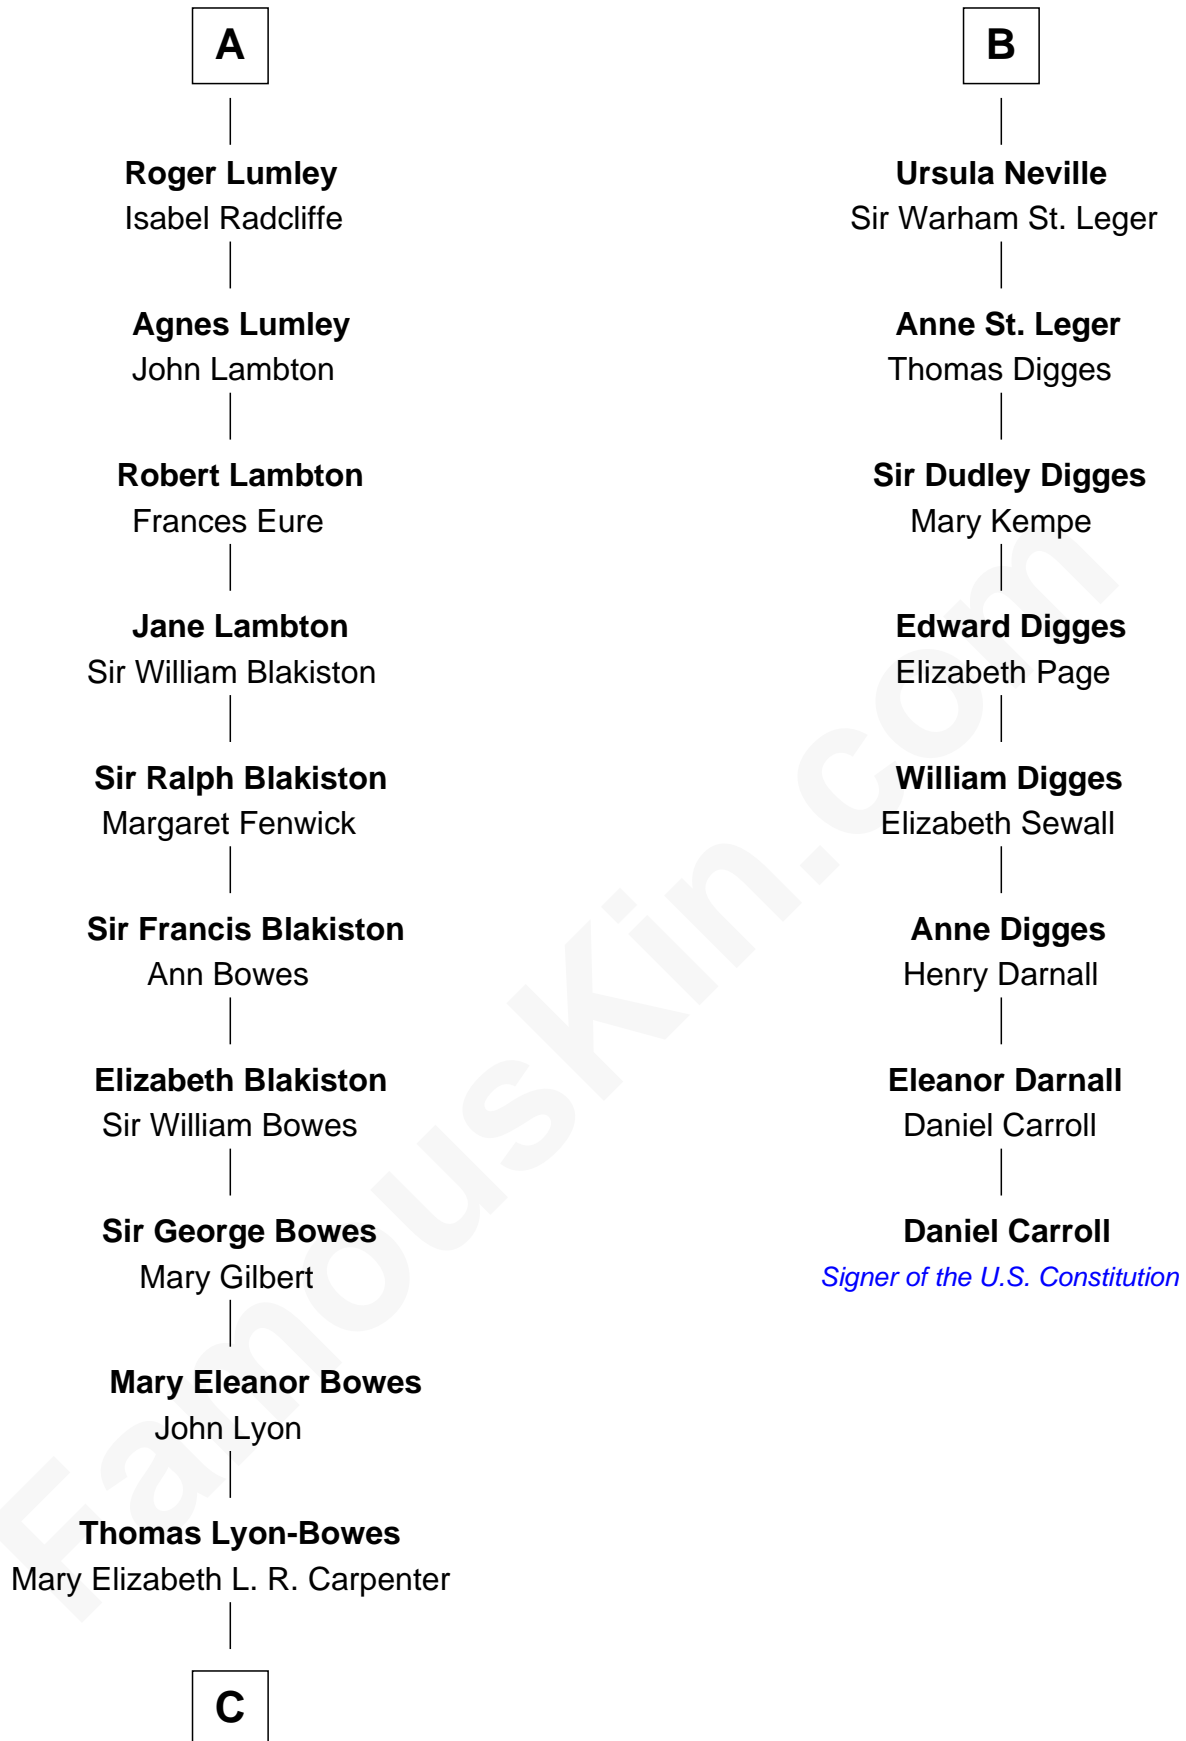 A
Roger Lumley
Isabel Radcliffe
Agnes Lumley
John Lambton
Robert Lambton
Frances Eure
Jane Lambton
Sir William Blakiston
Sir Ralph Blakiston
Margaret Fenwick
Sir Francis Blakiston
Ann Bowes
Elizabeth Blakiston
Sir William Bowes
Sir George Bowes
Mary Gilbert
Mary Eleanor Bowes
John Lyon
Thomas Lyon-Bowes
Mary Elizabeth L. R. Carpenter
C
B
Ursula Neville
Sir Warham St. Leger
Anne St. Leger
Thomas Digges
Sir Dudley Digges
Mary Kempe
Edward Digges
Elizabeth Page
William Digges
Elizabeth Sewall
Anne Digges
Henry Darnall
Eleanor Darnall
Daniel Carroll
Daniel Carroll
Signer of the U.S. Constitution
FamousKin.com